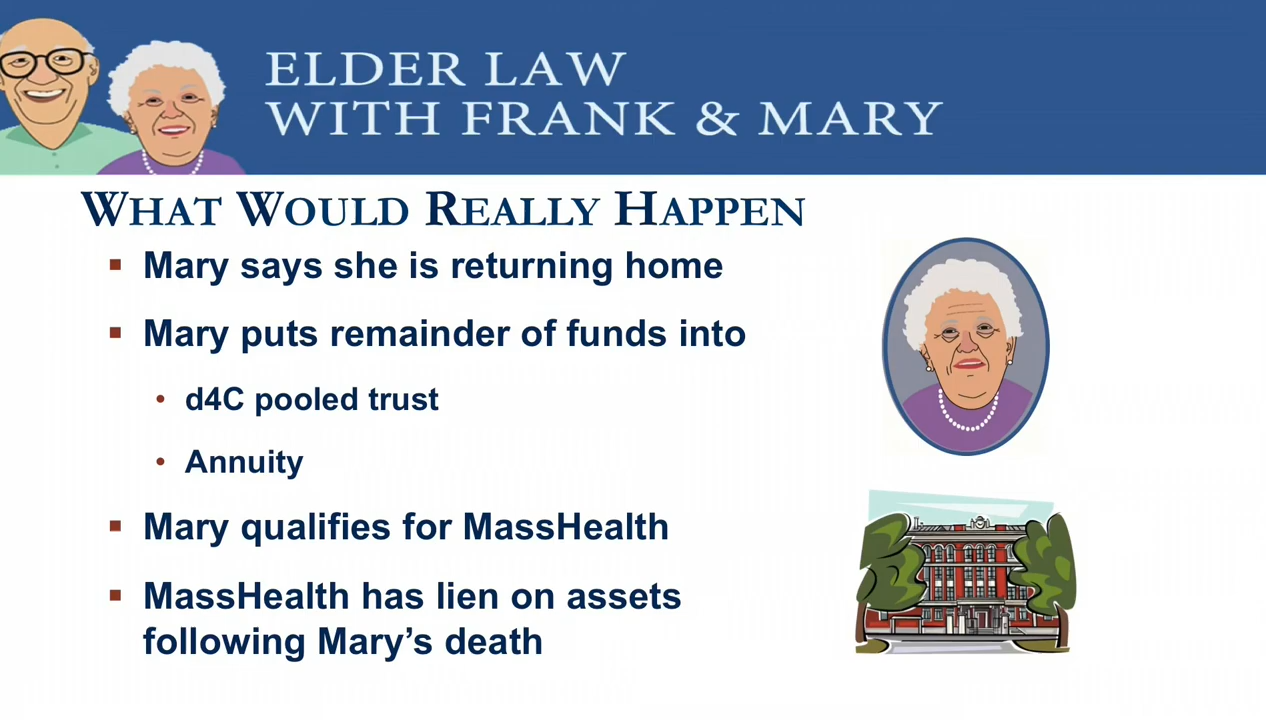 ELDER LAW
WITH FRANK & MARY
WHAT WOULD REALLY HAPPEN
▪ Mary says she is returning home
▪ Mary puts remainder of funds into
• d4C pooled trust
• Annuity
▪ Mary qualifies for MassHealth
▪ MassHealth has lien on assets
following Mary’s death